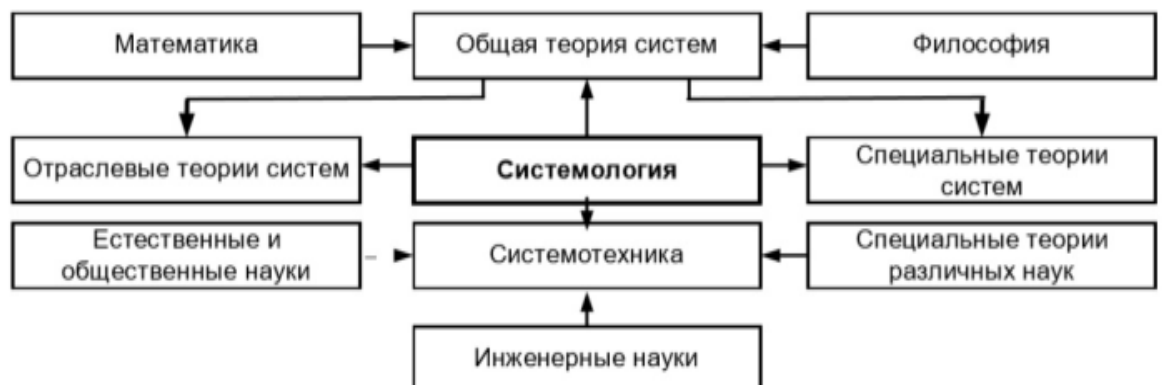 Математика
Общая теория систем
Философия
Отраслевые теории систем
Системология
Специальные теории
систем
Естественные и
общественные науки
Системотехника
Специальные теории
различных наук
Инженерные науки